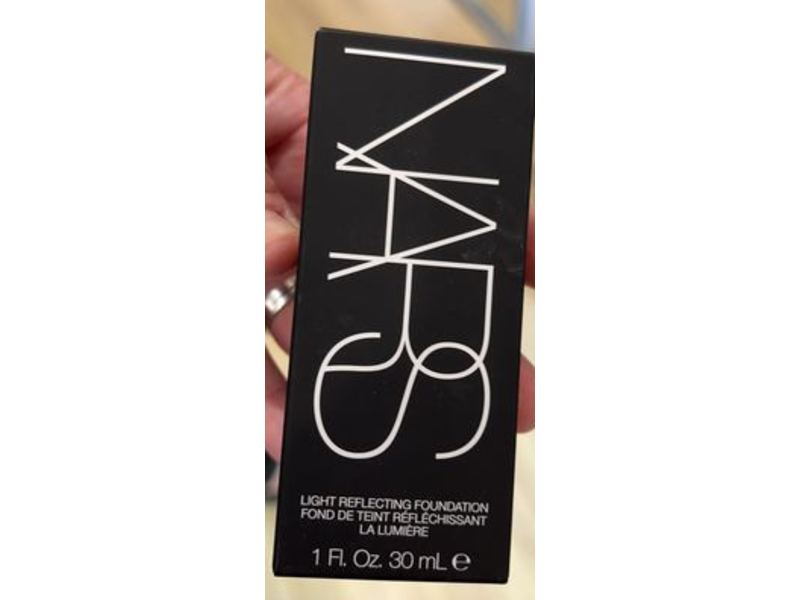 NARS
LIGHT REFLECTING FOUNDATION
FOND DE TEINT RÉFLÉCHISSANT
LA LUMIÈRE
1 Fl. Oz. 30 mL ℮